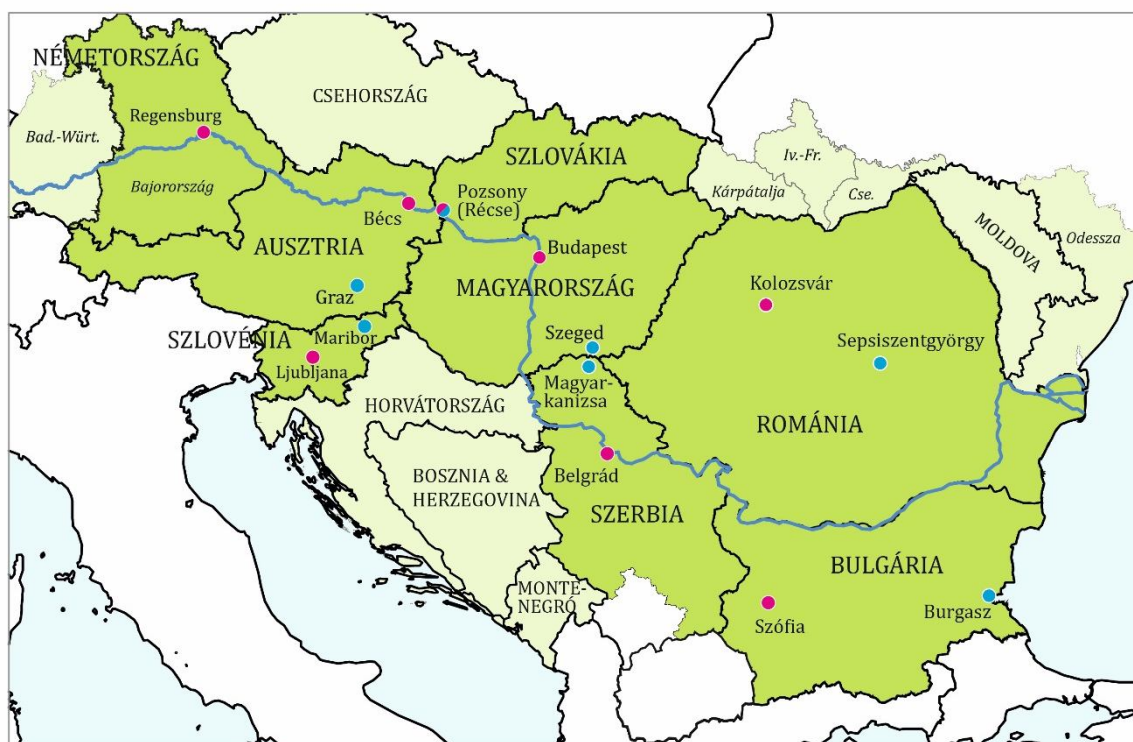 NÉMETORSZÁG
CSEHORSZÁG
Regensburg
Bad.-Würt.
Bajorország
SZLOVÁKIA
Iv.-Fr.
Kárpátalja
Cse.
MOLDOVA
Odessza
Bécs
Pozsony
(Récse)
AUSZTRIA
Budapest
MAGYARORSZÁG
Kolozsvár
Graz
SZLOVÉNIA
Maribor
Ljubljana
Szeged
Magyar-
kanizsa
Sepsiszentgyörgy
HORVÁTORSZÁG
ROMÁNIA
BOSZNIA &
HERZEGOVINA
Belgrád
SZERBIA
BULGÁRIA
MONTE-
NEGRÓ
Szófia
Burgasz